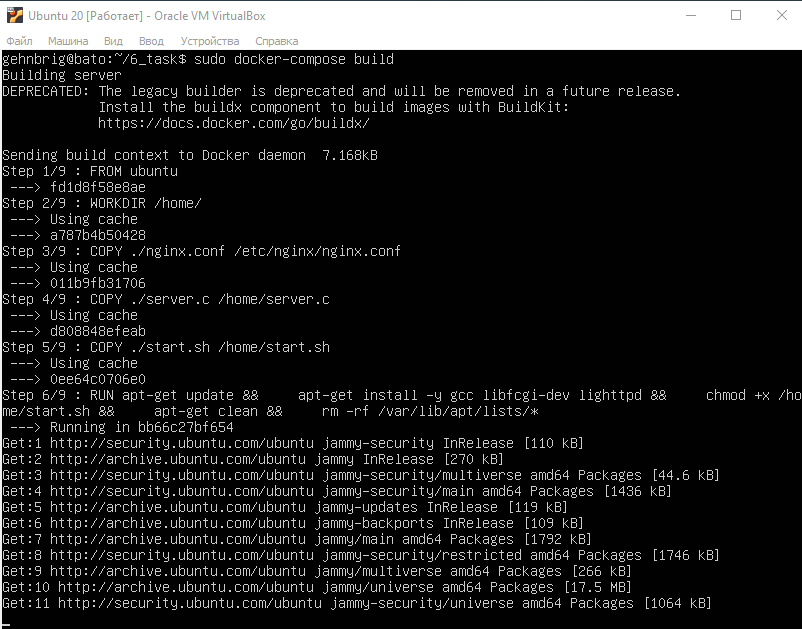 Ubuntu 20 [Работает] - Oracle VM VirtualBox
Файл Машина Вид Ввод Устройства Справка
gehnbrig@bato:~/6_task$ sudo docker-compose build
Building server
DEPRECATED: The legacy builder is deprecated and will be removed in a future release.
            Install the buildx component to build images with BuildKit:
            https://docs.docker.com/go/buildx/

Sending build context to Docker daemon  7.168kB
Step 1/9 : FROM ubuntu
 ---> fd1d8f58e8ae
Step 2/9 : WORKDIR /home/
 ---> Using cache
 ---> a787b4b50428
Step 3/9 : COPY ./nginx.conf /etc/nginx/nginx.conf
 ---> Using cache
 ---> 011b9fb31706
Step 4/9 : COPY ./server.c /home/server.c
 ---> Using cache
 ---> d808848efeab
Step 5/9 : COPY ./start.sh /home/start.sh
 ---> Using cache
 ---> 0ee64c0706e0
Step 6/9 : RUN apt-get update &&     apt-get install -y gcc libfcgi-dev lighttpd &&     chmod +x /ho
me/start.sh &&     apt-get clean &&     rm -rf /var/lib/apt/lists/*
 ---> Running in bb66c27bf654
Get:1 http://security.ubuntu.com/ubuntu jammy-security InRelease [110 kB]
Get:2 http://archive.ubuntu.com/ubuntu jammy InRelease [270 kB]
Get:3 http://security.ubuntu.com/ubuntu jammy-security/multiverse amd64 Packages [44.6 kB]
Get:4 http://security.ubuntu.com/ubuntu jammy-security/main amd64 Packages [1436 kB]
Get:5 http://archive.ubuntu.com/ubuntu jammy-updates InRelease [119 kB]
Get:6 http://archive.ubuntu.com/ubuntu jammy-backports InRelease [109 kB]
Get:7 http://archive.ubuntu.com/ubuntu jammy/main amd64 Packages [1792 kB]
Get:8 http://security.ubuntu.com/ubuntu jammy-security/restricted amd64 Packages [1746 kB]
Get:9 http://archive.ubuntu.com/ubuntu jammy/multiverse amd64 Packages [266 kB]
Get:10 http://archive.ubuntu.com/ubuntu jammy/universe amd64 Packages [17.5 MB]
Get:11 http://security.ubuntu.com/ubuntu jammy-security/universe amd64 Packages [1064 kB]